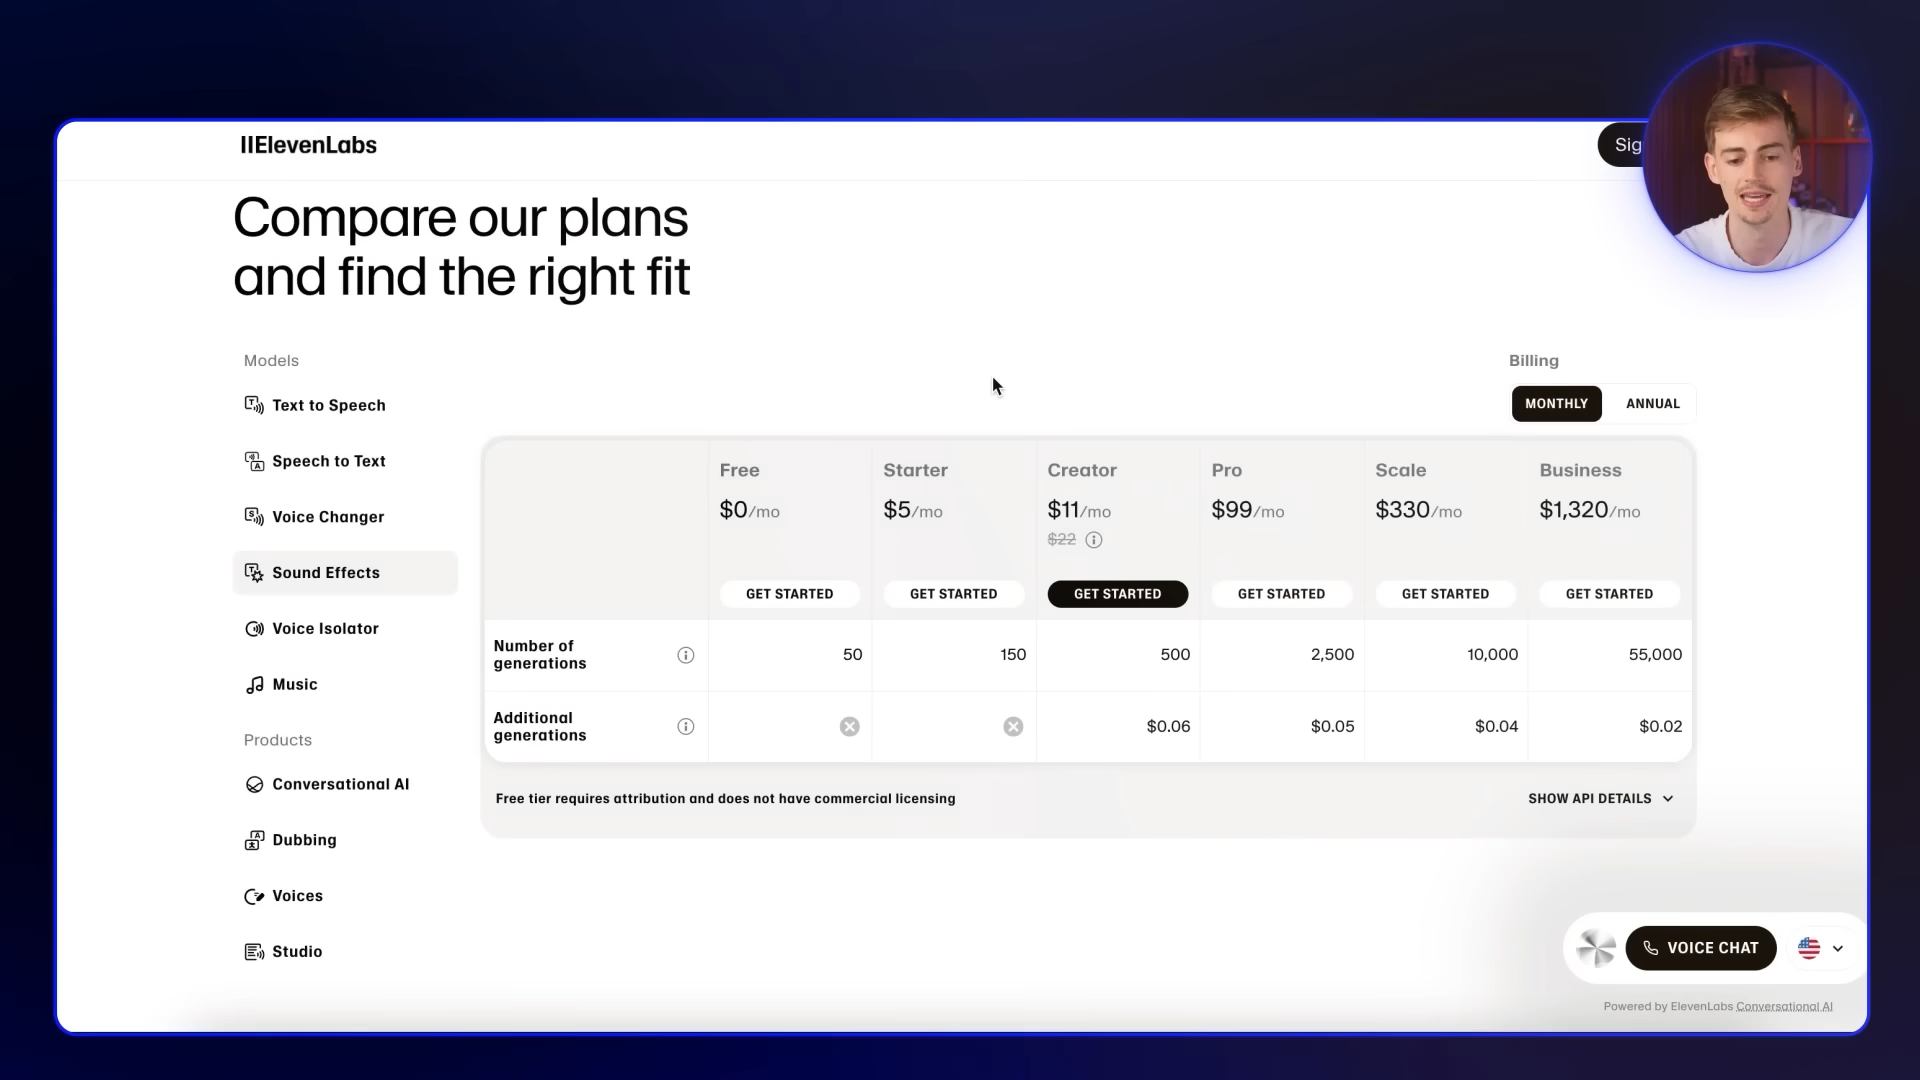 IIElevenLabs
Sig
Compare our plans
and find the right fit
Models
Text to Speech
Speech to Text
Voice Changer
Sound Effects
Voice Isolator
Music
Products
Conversational AI
Dubbing
Voices
Studio
Billing
MONTHLY ANNUAL
Free Starter Creator Pro Scale Business
$0/mo $5/mo $11/mo $99/mo $330/mo $1,320/mo
$22
GET STARTED GET STARTED GET STARTED GET STARTED GET STARTED GET STARTED
Number of
generations
50 150 500 2,500 10,000 55,000
Additional
generations
$0.06 $0.05 $0.04 $0.02
Free tier requires attribution and does not have commercial licensing
SHOW API DETAILS
VOICE CHAT
Powered by ElevenLabs Conversational AI